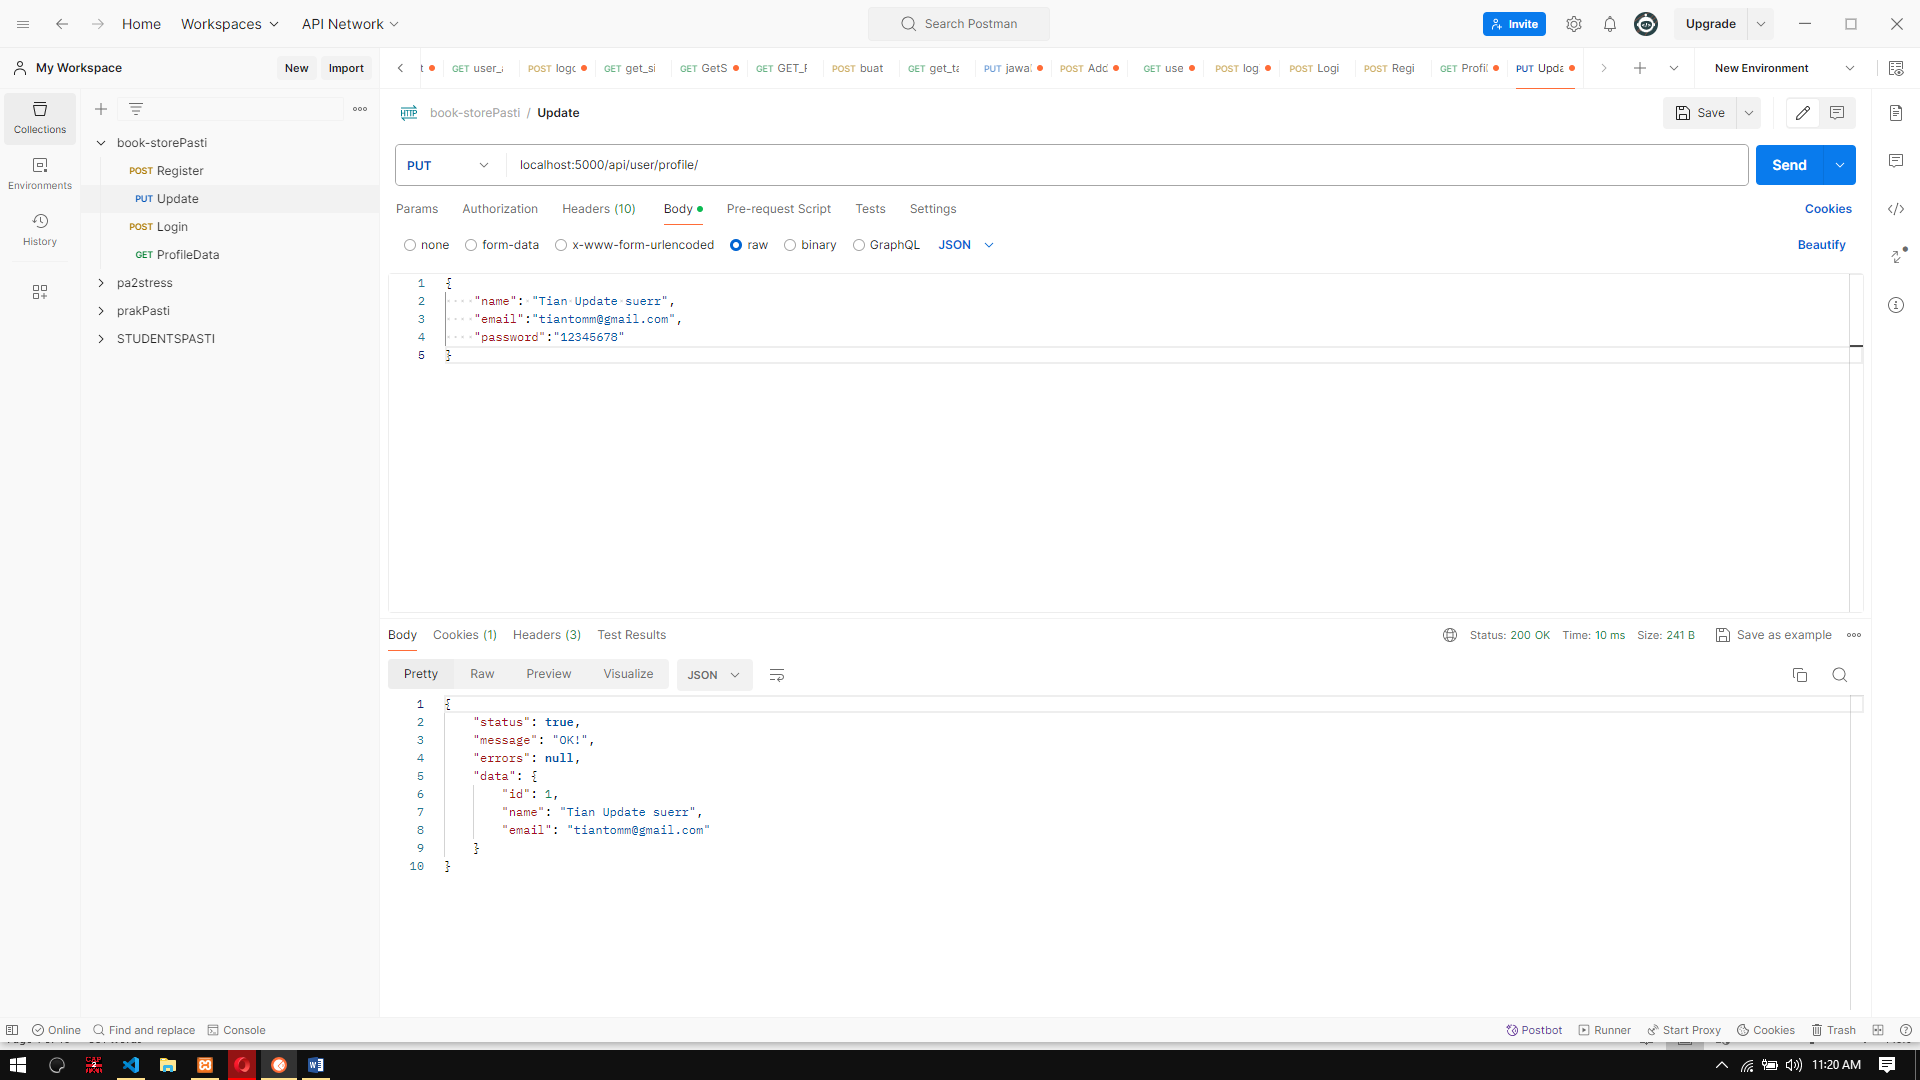 Home Workspaces API Network Search Postman Invite Upgrade
My Workspace New Import
t GET user_ POST logo GET get_si GET GetS GET GET_F POST buat GET get_ta PUT jawa POST Add GET use POST log POST Logi POST Regi GET Profil PUT Upda New Environment
Collections
Environments
History
book-storePasti
POST Register
PUT Update
POST Login
GET ProfileData
pa2stress
prakPasti
STUDENTSPASTI
HTTP book-storePasti / Update Save
PUT localhost:5000/api/user/profile/ Send
Params Authorization Headers (10) Body Pre-request Script Tests Settings Cookies
none form-data x-www-form-urlencoded raw binary GraphQL JSON Beautify
1 {
2 "name": "Tian Update suerr",
3 "email":"tiantomm@gmail.com",
4 "password":"12345678"
5 }
Body Cookies (1) Headers (3) Test Results Status: 200 OK Time: 10 ms Size: 241 B Save as example
Pretty Raw Preview Visualize JSON
1 {
2 "status": true,
3 "message": "OK!",
4 "errors": null,
5 "data": {
6 "id": 1,
7 "name": "Tian Update suerr",
8 "email": "tiantomm@gmail.com"
9 }
10 }
Online Find and replace Console Postbot Runner Start Proxy Cookies Trash
11:20 AM